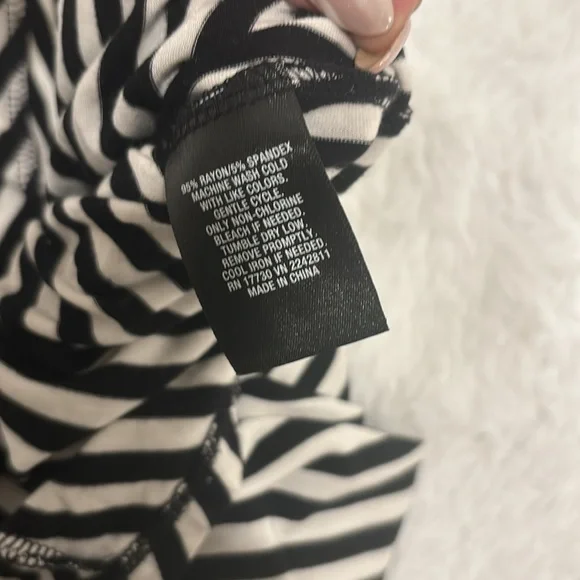 95% RAYON/5% SPANDEX
MACHINE WASH COLD
WITH LIKE COLORS.
GENTLE CYCLE.
ONLY NON-CHLORINE
BLEACH IF NEEDED.
TUMBLE DRY LOW.
REMOVE PROMPTLY.
COOL IRON IF NEEDED.
RN 17730 VN 2242811
MADE IN CHINA